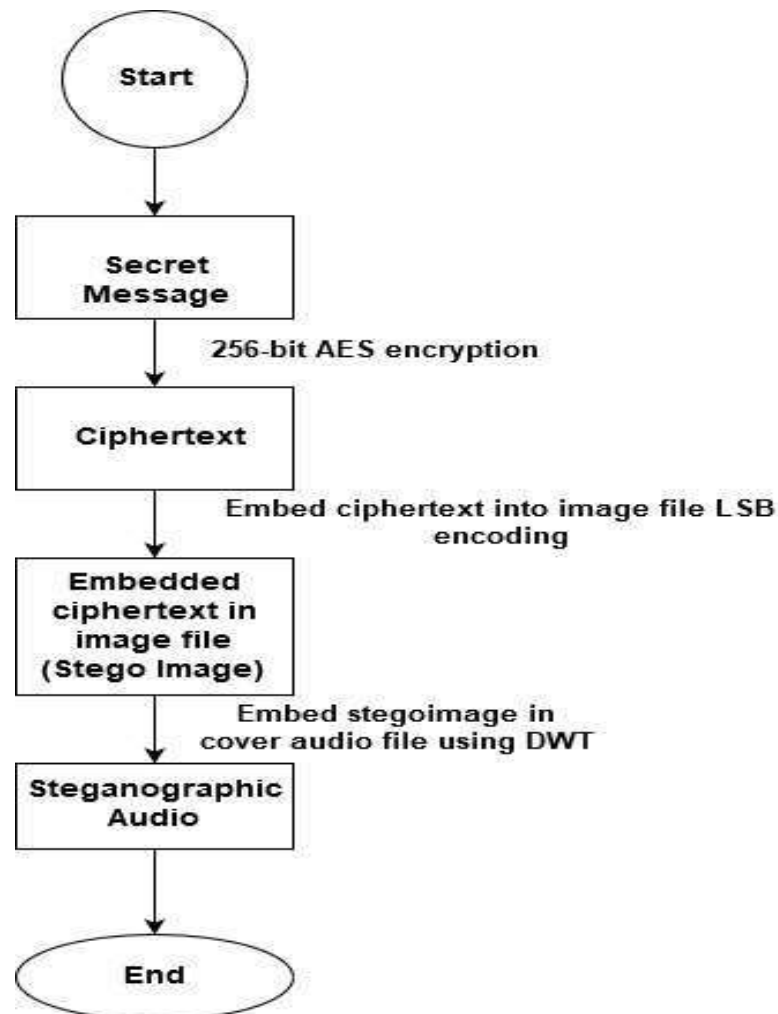 Start
Secret
Message
256-bit AES encryption
Ciphertext
Embed ciphertext into image file LSB
encoding
Embedded
ciphertext in
image file
(Stego Image)
Embed stegoimage in
cover audio file using DWT
Steganographic
Audio
End